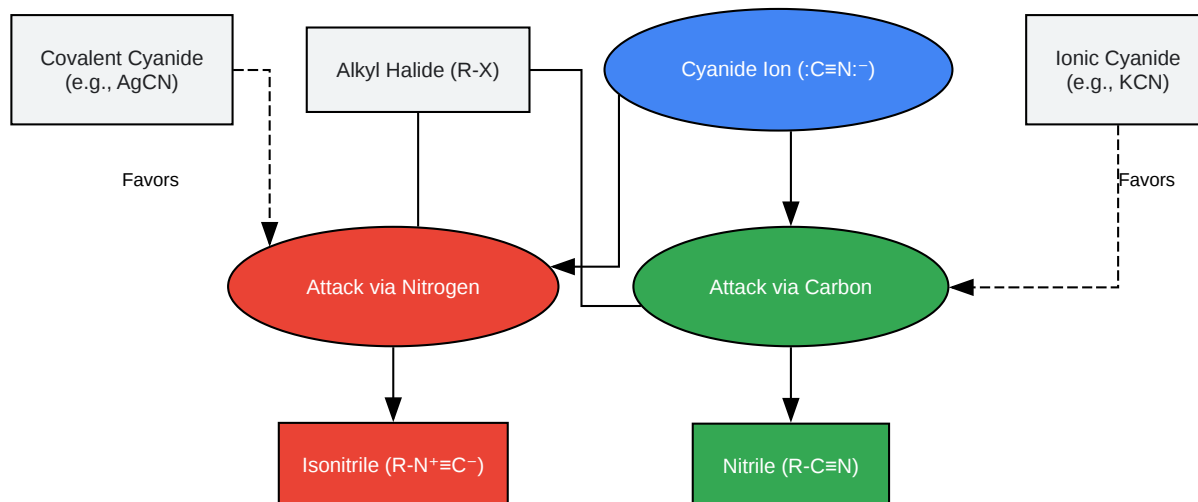 Covalent Cyanide
(e.g., AgCN)
Alkyl Halide (R-X)
Cyanide Ion (:C≡N:⁻)
Ionic Cyanide
(e.g., KCN)
Favors
Favors
Attack via Nitrogen
Attack via Carbon
Isonitrile (R-N⁺≡C⁻)
Nitrile (R-C≡N)